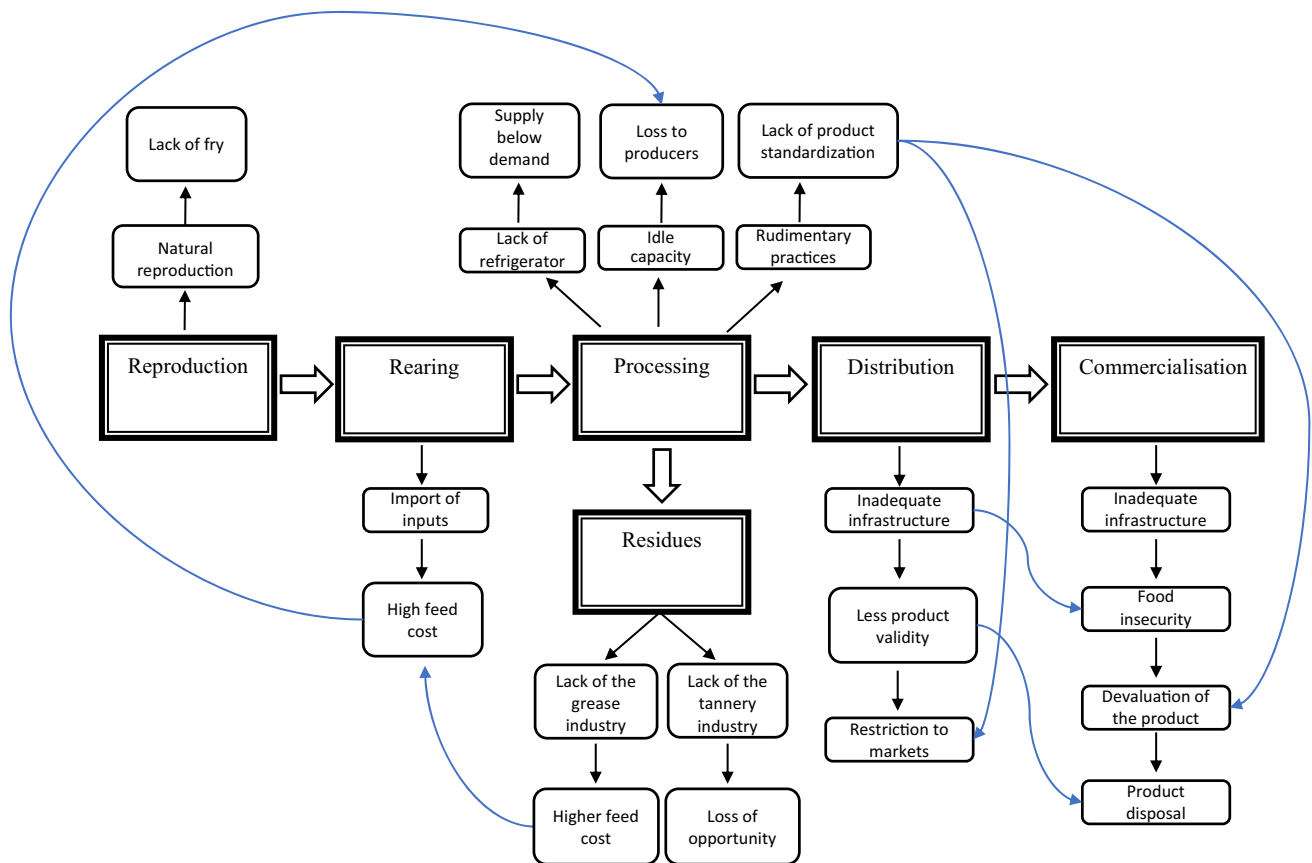 Lack of fry
Supply
below
demand
Loss to
producers
Lack of product
standardization
Natural
reproduction
Lack of
refrigerator
Idle
capacity
Rudimentary
practices
Reproduction
Rearing
Processing
Distribution
Commercialisation
Import of
inputs
Residues
Inadequate
infrastructure
Inadequate
infrastructure
High feed
cost
Less product
validity
Food
insecurity
Lack of the
grease
industry
Lack of the
tannery
industry
Restriction to
markets
Devaluation of
the product
Higher feed
cost
Loss of
opportunity
Product
disposal